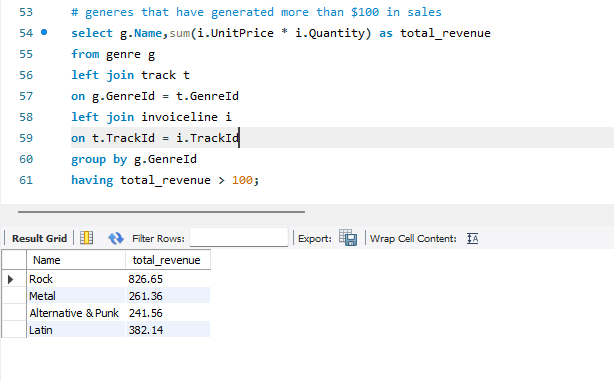 53 # generes that have generated more than $100 in sales
54 select g.Name,sum(i.UnitPrice * i.Quantity) as total_revenue
55 from genre g
56 left join track t
57 on g.GenreId = t.GenreId
58 left join invoiceline i
59 on t.TrackId = i.TrackId
60 group by g.GenreId
61 having total_revenue > 100;
Result Grid Filter Rows: Export: Wrap Cell Content: IA
Name total_revenue
Rock 826.65
Metal 261.36
Alternative & Punk 241.56
Latin 382.14